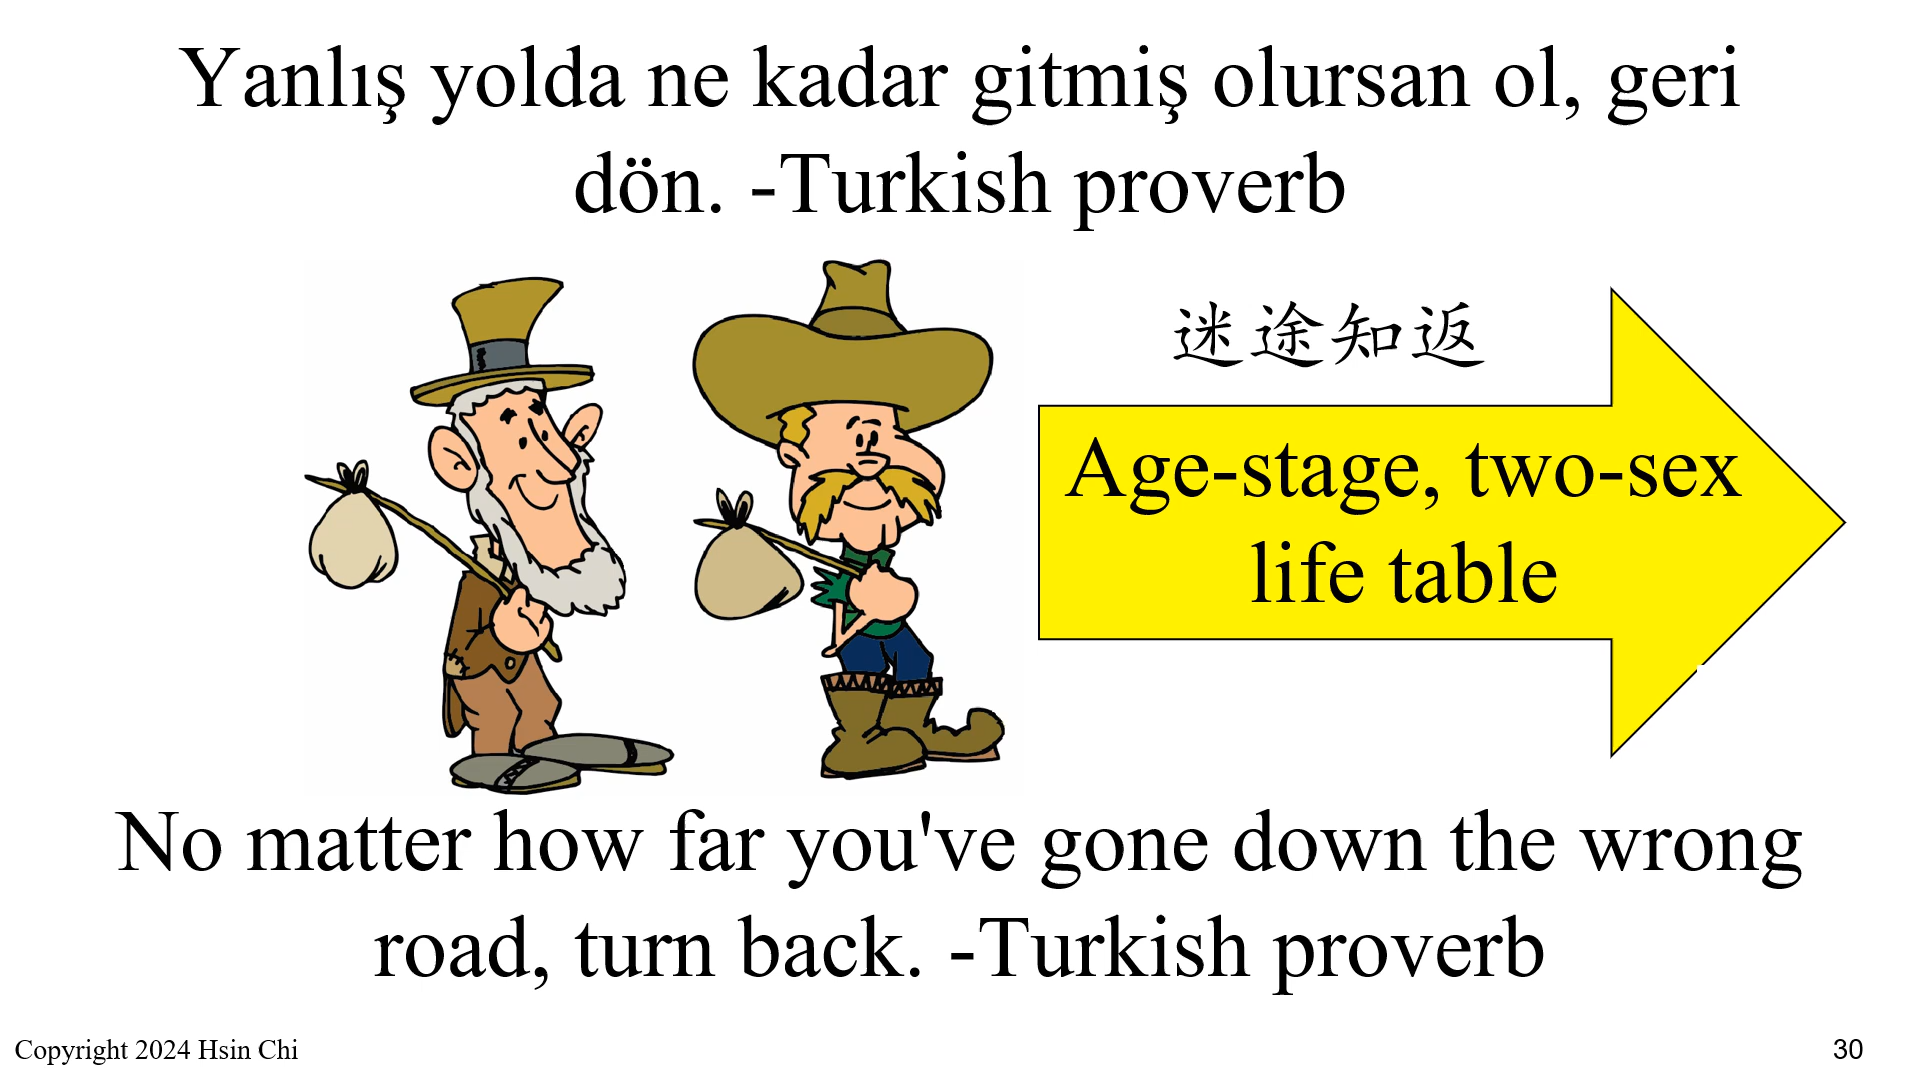 Yanlış yolda ne kadar gitmiş olursan ol, geri
dön. -Turkish proverb
迷途知返
Age-stage, two-sex
life table
No matter how far you've gone down the wrong
road, turn back. -Turkish proverb
Copyright 2024 Hsin Chi
30